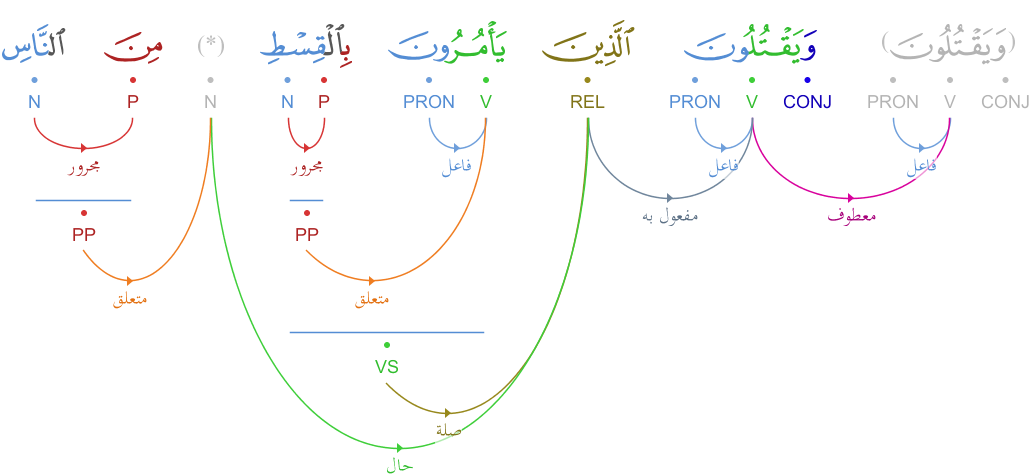 (وَيَقْتُلُونَ) وَيَقْتُلُونَ ٱلَّذِينَ يَأْمُرُونَ بِٱلْقِسْطِ (*) مِنَ ٱلنَّاسِ
CONJ V PRON CONJ V PRON REL V PRON P N N P N
فاعل فاعل فاعل مجرور مجرور
معطوف مفعول به
PP PP
متعلق متعلق
VS
صلة
حال